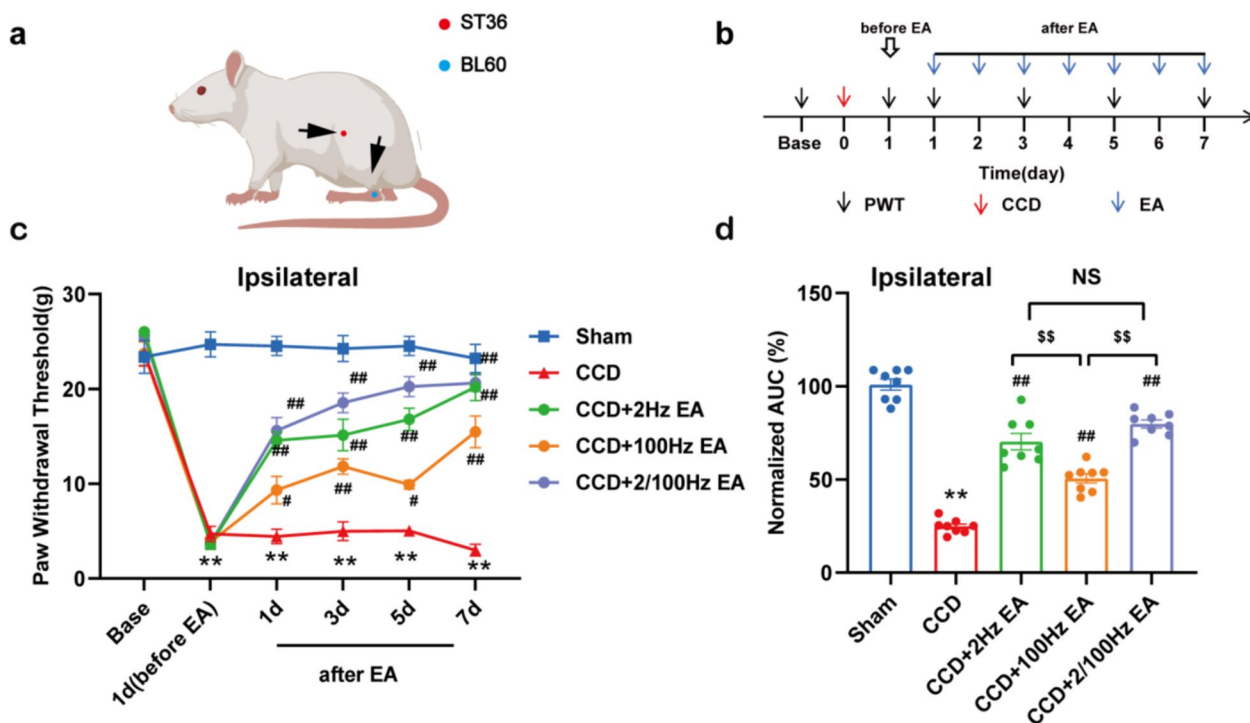 a
ST36
BL60
b
before EA
after EA
Base 0 1 1 2 3 4 5 6 7
Time(day)
PWT CCD EA
c
Ipsilateral
Paw Withdrawal Threshold(g)
30
20
10
0
##
##
##
##
##
##
##
##
#
##
#
##
** ** ** ** **
Base
1d(before EA)
1d
3d
5d
7d
after EA
Sham
CCD
CCD+2Hz EA
CCD+100Hz EA
CCD+2/100Hz EA
d
Ipsilateral
NS
$$ $$
## ## ##
**
Normalized AUC (%)
150
100
50
0
Sham
CCD
CCD+2Hz EA
CCD+100Hz EA
CCD+2/100Hz EA